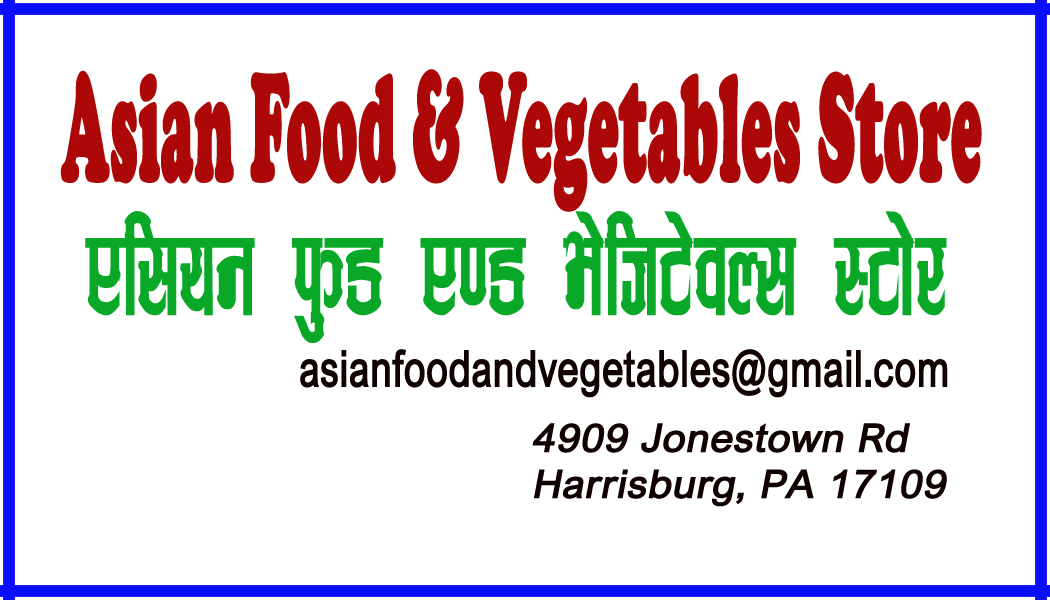 Asian Food & Vegetables Store
एसियन फुड एण्ड भेजिटेवल्स स्टोर
asianfoodandvegetables@gmail.com
4909 Jonestown Rd
Harrisburg, PA 17109